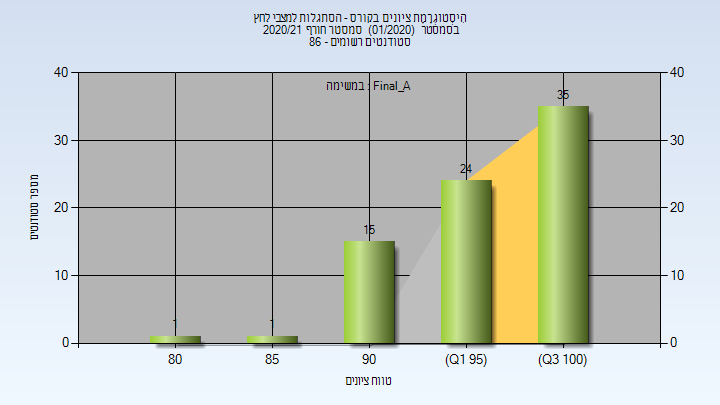 הִיסְטוֹגְרָמַת ציונים בקורס - הסתגלות למצבי לחץ
בסמסטר (01/2020) סמסטר חורף 2020/21
סטודנטים רשומים - 86
במשימה : Final_A
40 40
30 30
20 20
10 10
0 0
מספר סטודנטים
1 1 15 24 35
80 85 90 (Q1 95) (Q3 100)
טווח ציונים